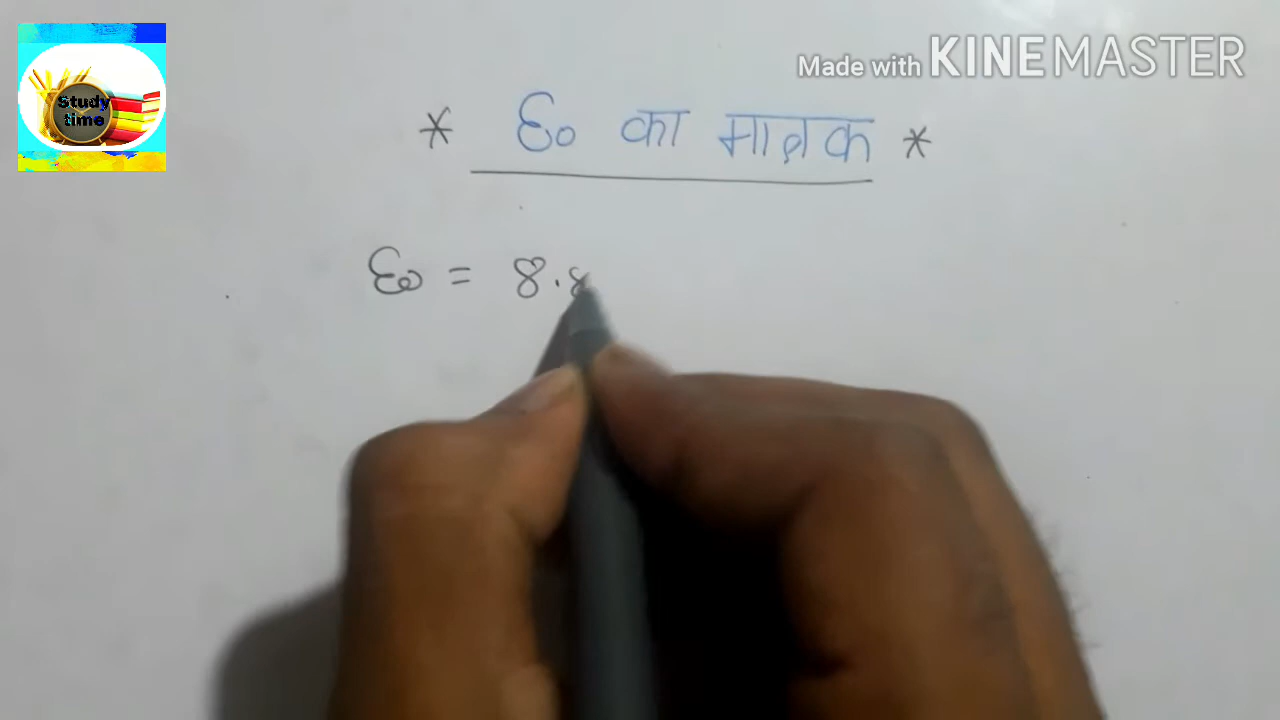 Made with KINEMASTER
Study
time
* ε₀ का मात्रक *
ε₀ = 8.8